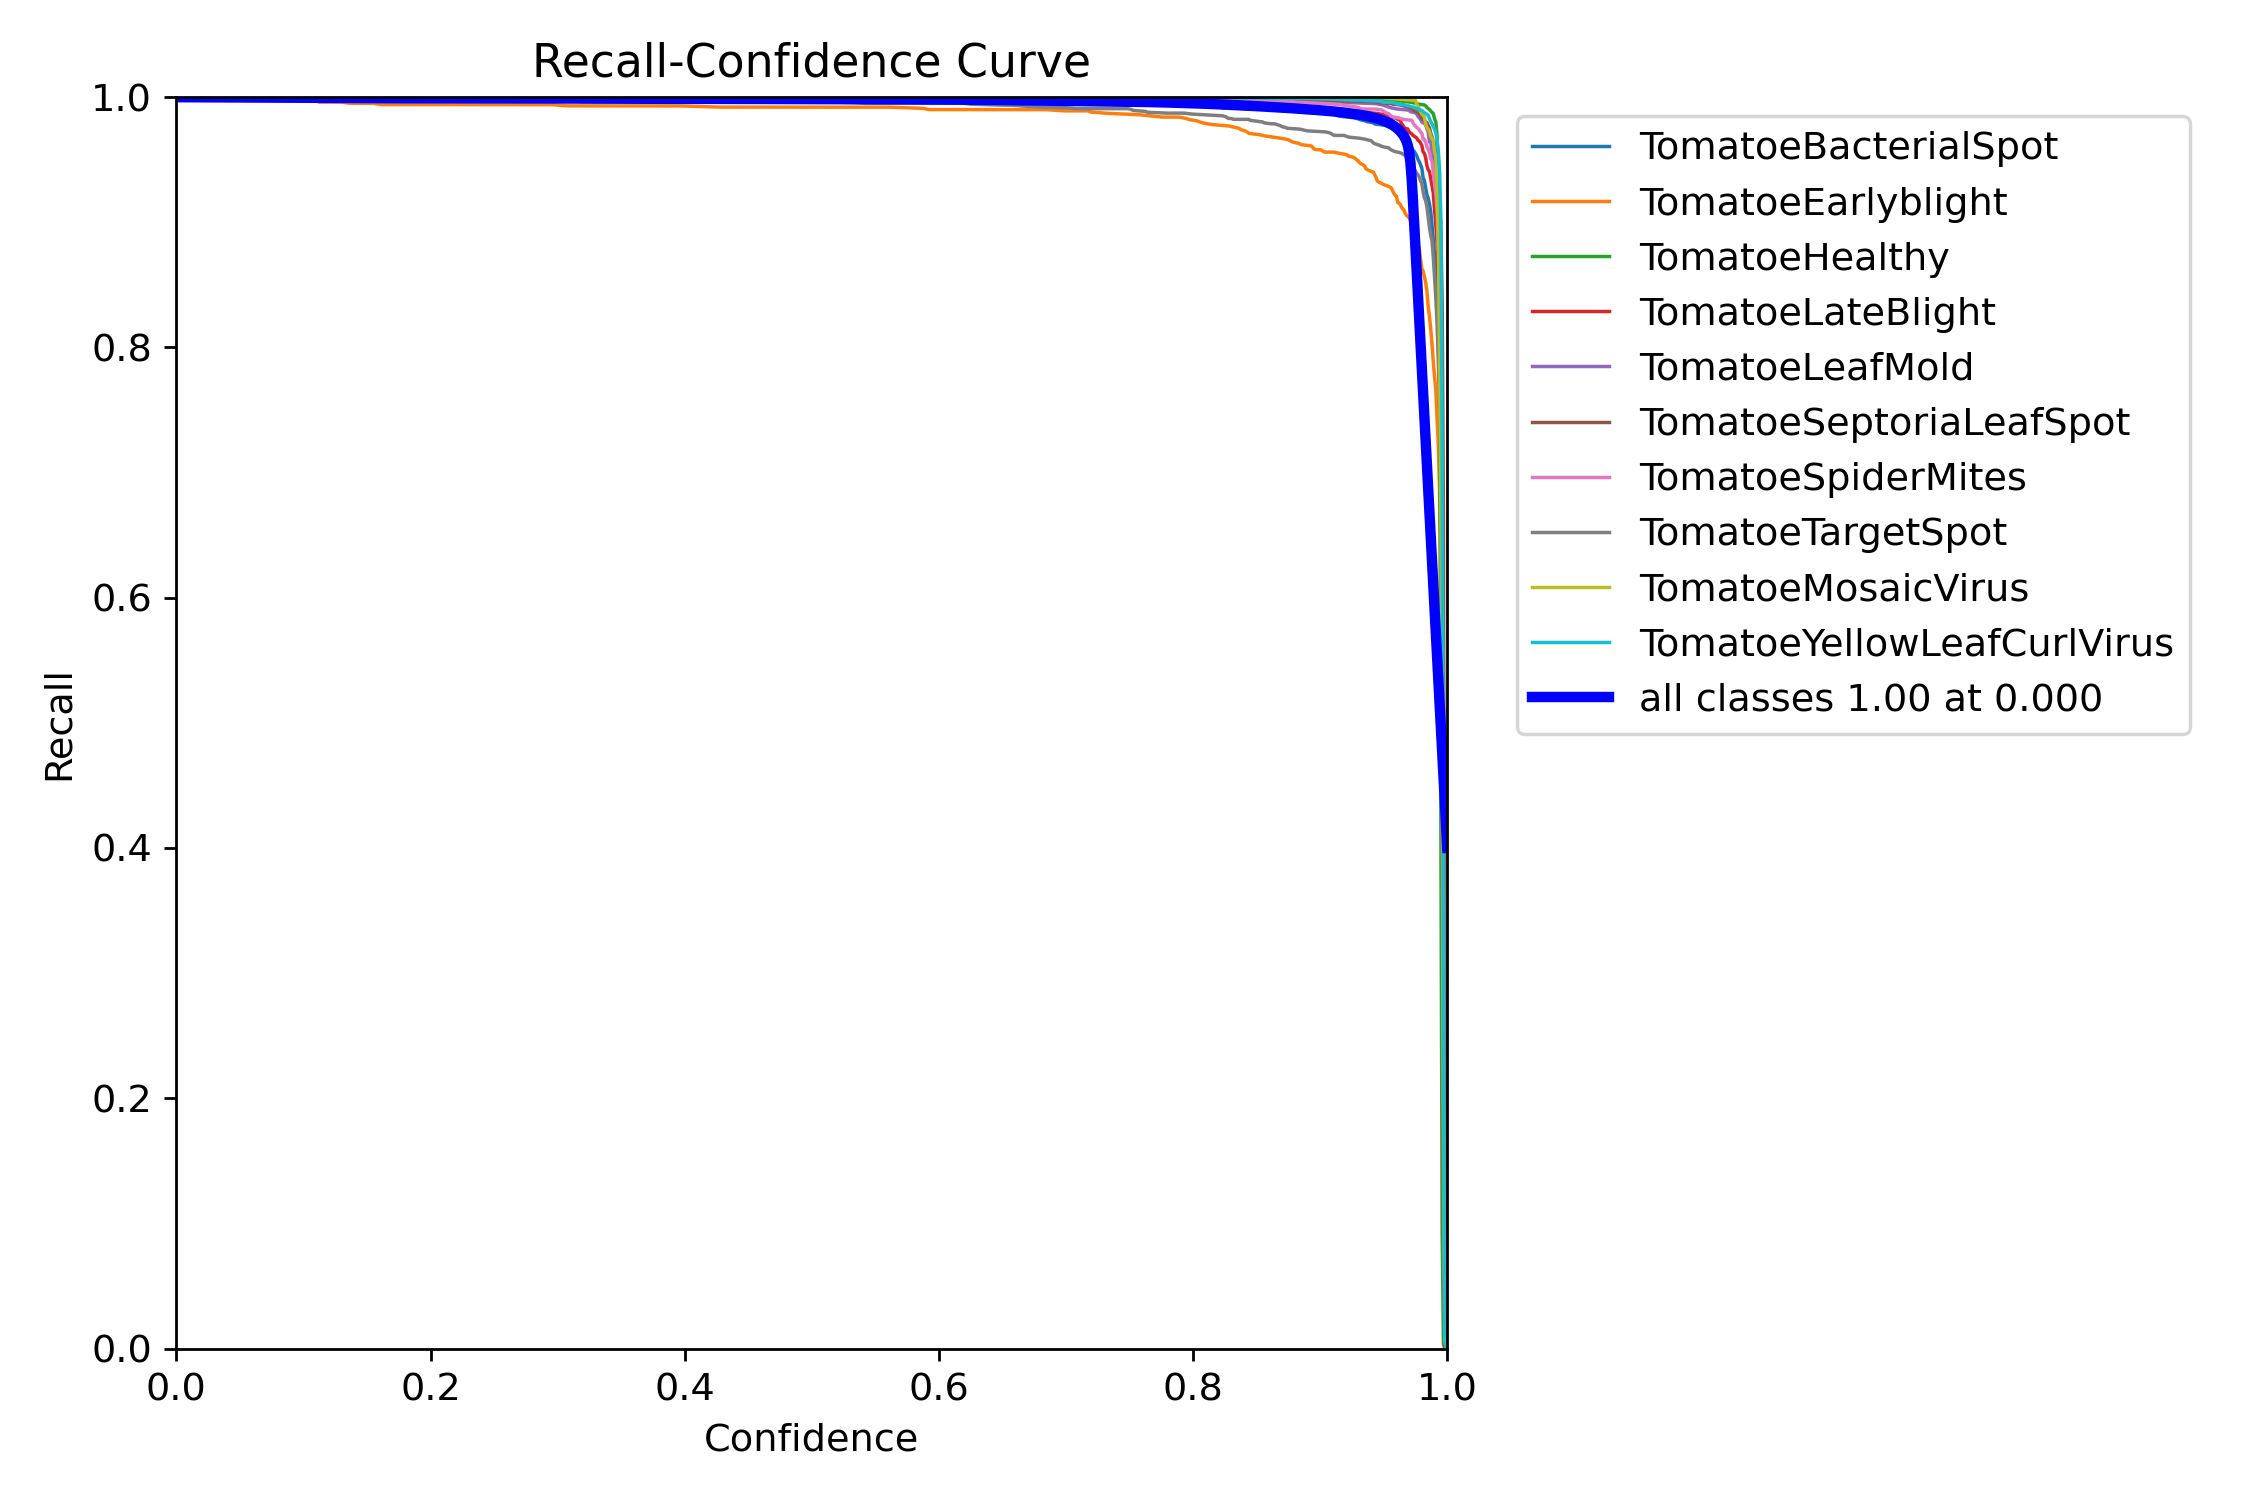 Recall-Confidence Curve
1.0
0.8
0.6
0.4
0.2
0.0
Recall
0.0 0.2 0.4 0.6 0.8 1.0
Confidence
TomatoeBacterialSpot
TomatoeEarlyblight
TomatoeHealthy
TomatoeLateBlight
TomatoeLeafMold
TomatoeSeptoriaLeafSpot
TomatoeSpiderMites
TomatoeTargetSpot
TomatoeMosaicVirus
TomatoeYellowLeafCurlVirus
all classes 1.00 at 0.000